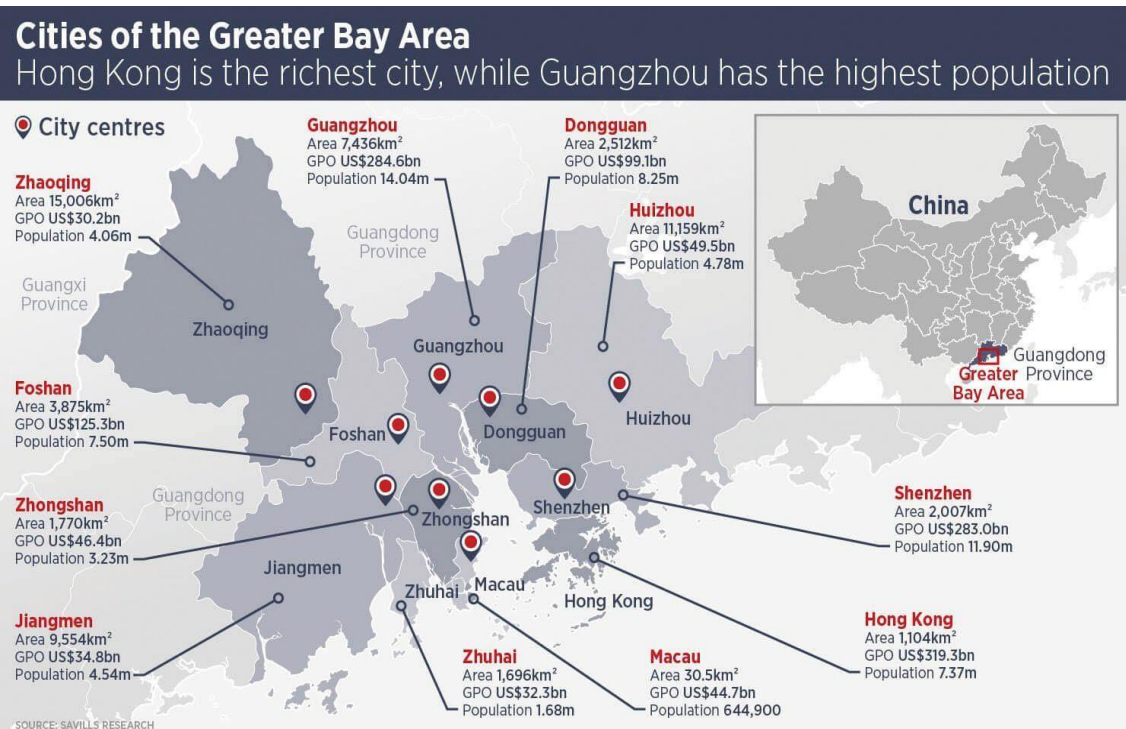 Cities of the Greater Bay Area
Hong Kong is the richest city, while Guangzhou has the highest population
City centres
Guangzhou
Area 7,436km²
GPO US$284.6bn
Population 14.04m
Dongguan
Area 2,512km²
GPO US$99.1bn
Population 8.25m
Zhaoqing
Area 15,006km²
GPO US$30.2bn
Population 4.06m
Huizhou
Area 11,159km²
GPO US$49.5bn
Population 4.78m
China
Guangdong
Province
Greater
Bay Area
Guangdong
Province
Guangxi
Province
Zhaoqing
Guangzhou
Foshan
Area 3,875km²
GPO US$125.3bn
Population 7.50m
Foshan
Dongguan
Huizhou
Guangdong
Province
Zhongshan
Area 1,770km²
GPO US$46.4bn
Population 3.23m
Zhongshan
Shenzhen
Shenzhen
Area 2,007km²
GPO US$283.0bn
Population 11.90m
Jiangmen
Zhuhai
Macau
Hong Kong
Jiangmen
Area 9,554km²
GPO US$34.8bn
Population 4.54m
Zhuhai
Area 1,696km²
GPO US$32.3bn
Population 1.68m
Macau
Area 30.5km²
GPO US$44.7bn
Population 644,900
Hong Kong
Area 1,104km²
GPO US$319.3bn
Population 7.37m
SOURCE: SAVILLS RESEARCH